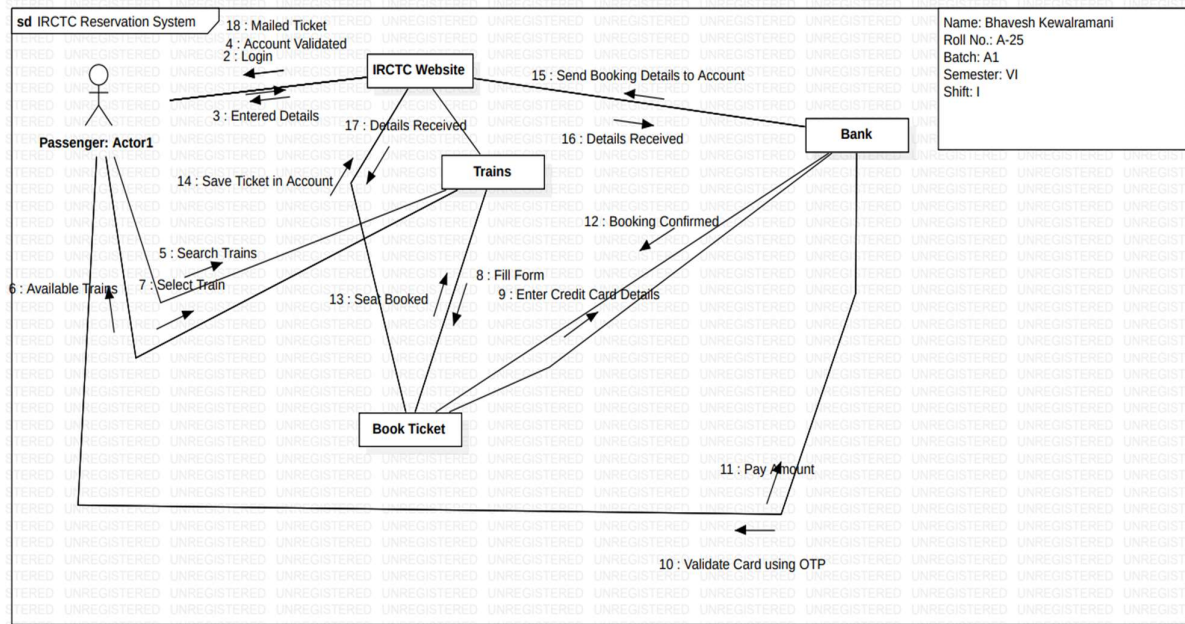 sd IRCTC Reservation System
18 : Mailed Ticket
4 : Account Validated
2 : Login
3 : Entered Details
IRCTC Website
15 : Send Booking Details to Account
16 : Details Received
Name: Bhavesh Kewalramani
Roll No.: A-25
Batch: A1
Semester: VI
Shift: I
Passenger: Actor1
17 : Details Received
Bank
Trains
14 : Save Ticket in Account
12 : Booking Confirmed
5 : Search Trains
6 : Available Trains
7 : Select Train
8 : Fill Form
9 : Enter Credit Card Details
13 : Seat Booked
Book Ticket
11 : Pay Amount
10 : Validate Card using OTP
UNREGISTERED